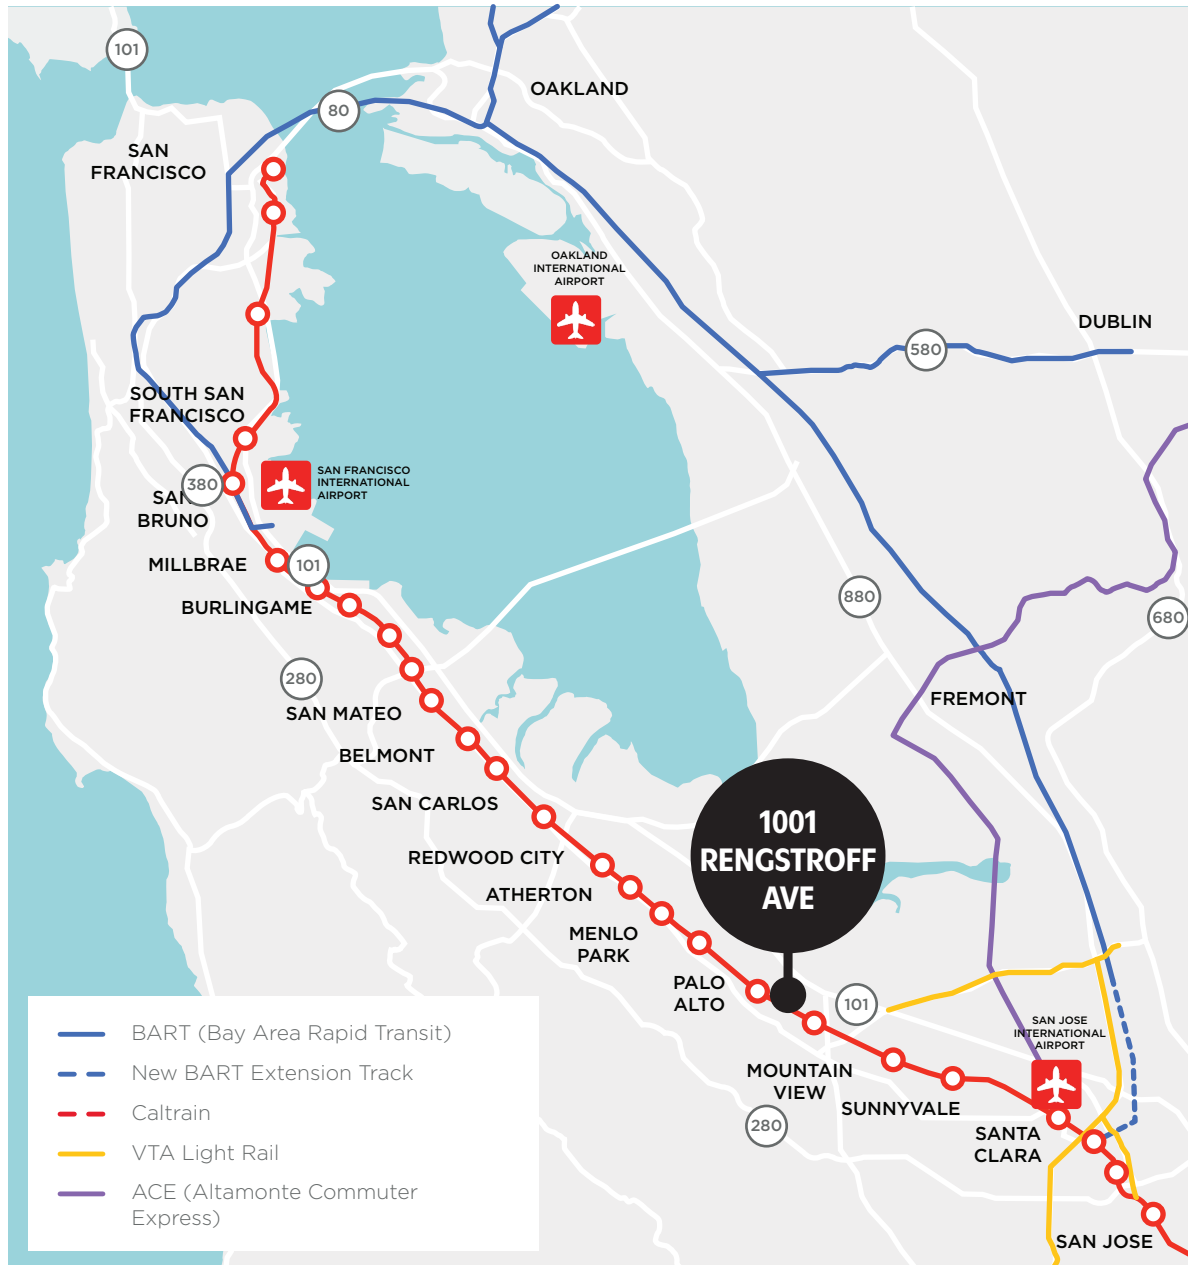 101
80
OAKLAND
SAN
FRANCISCO
OAKLAND
INTERNATIONAL
AIRPORT
DUBLIN
580
SOUTH SAN
FRANCISCO
380
SAN FRANCISCO
INTERNATIONAL
AIRPORT
SAN
BRUNO
MILLBRAE
101
BURLINGAME
880
680
280
SAN MATEO
FREMONT
BELMONT
SAN CARLOS
1001
RENGSTROFF
AVE
REDWOOD CITY
ATHERTON
MENLO
PARK
PALO
ALTO
101
SAN JOSE
INTERNATIONAL
AIRPORT
MOUNTAIN
VIEW
SUNNYVALE
280
SANTA
CLARA
SAN JOSE
BART (Bay Area Rapid Transit)
New BART Extension Track
Caltrain
VTA Light Rail
ACE (Altamonte Commuter
Express)